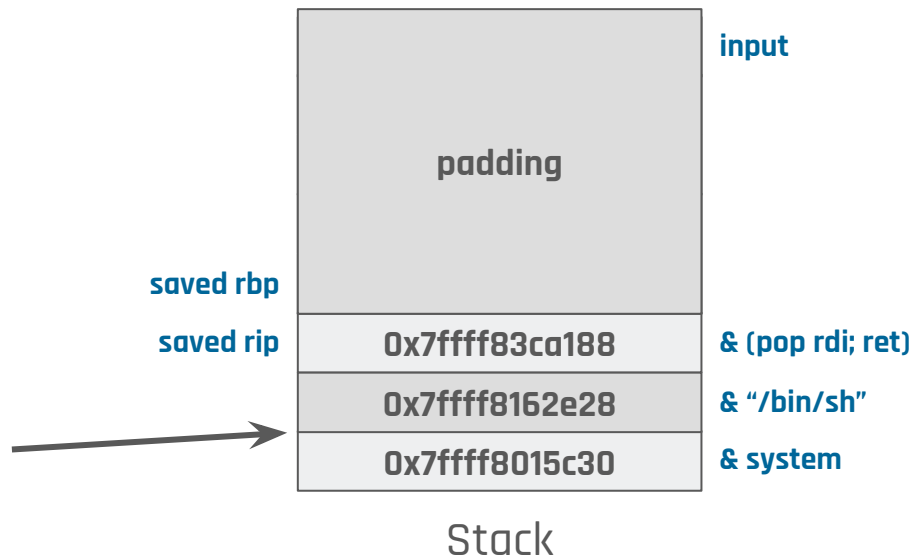 input
padding
saved rbp
saved rip 0x7ffff83ca188 & (pop rdi; ret)
0x7ffff8162e28 & “/bin/sh”
0x7ffff8015c30 & system
Stack